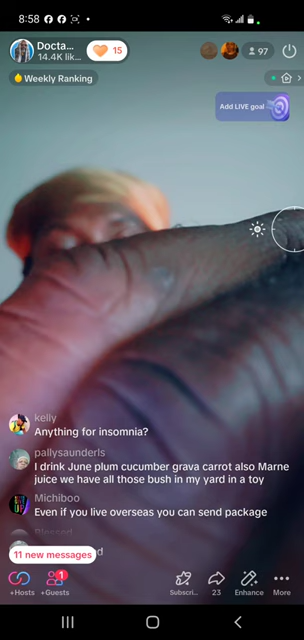 8:58
Docta...
14.4K lik...
15
97
Weekly Ranking
Add LIVE goal
kelly
Anything for insomnia?
pallysaunderls
I drink June plum cucumber grava carrot also Marne
juice we have all those bush in my yard in a toy
Michiboo
Even if you live overseas you can send package
Blessed
11 new messages
d
+Hosts
+Guests
1
Subscri...
23
Enhance
More